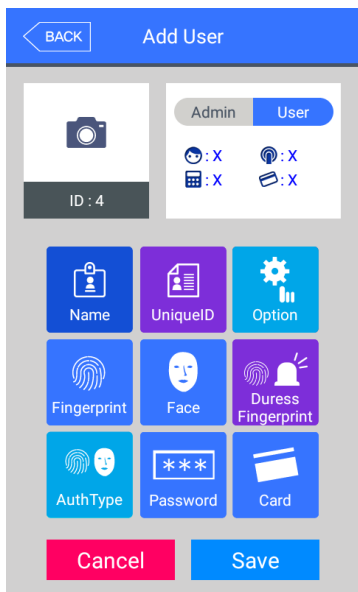 BACK
Add User
Admin
User
: X
: X
: X
: X
ID : 4
Name
UniqueID
Option
Fingerprint
Face
Duress
Fingerprint
AuthType
***
Password
Card
Cancel
Save